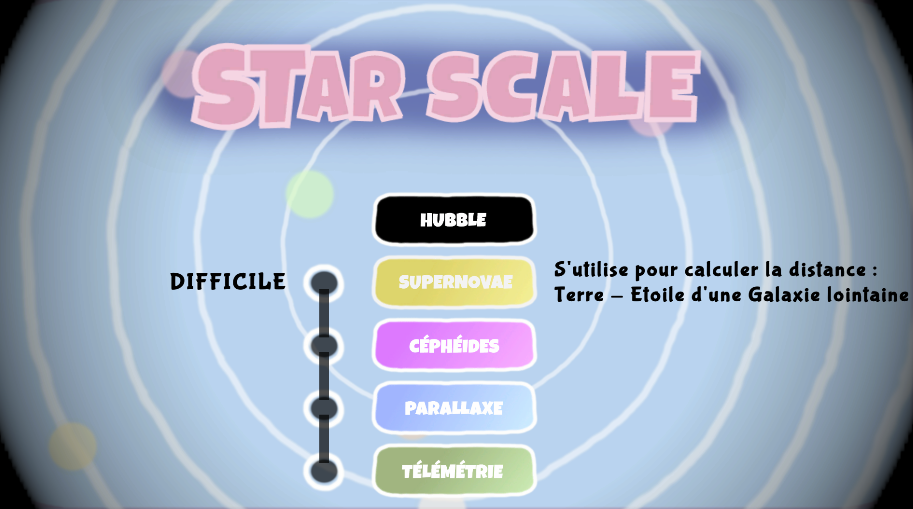 STAR SCALE
HUBBLE
DIFFICILE
SUPERNOVAE
S'utilise pour calculer la distance :
Terre - Etoile d'une Galaxie lointaine
CÉPHÉIDES
PARALLAXE
TÉLÉMÉTRIE